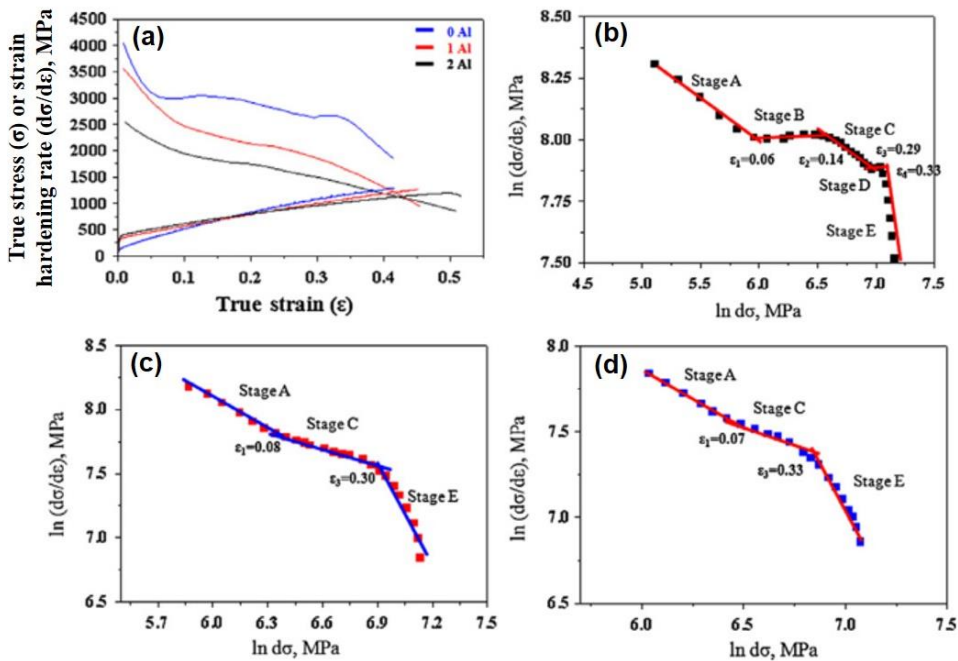 (a)
0 Al
1 Al
2 Al
True stress (σ) or strain
hardening rate (dσ/dε), MPa
4500
4000
3500
3000
2500
2000
1500
1000
500
0
0.0 0.1 0.2 0.3 0.4 0.5
True strain (ε)
(b)
ln (dσ/dε), MPa
8.50
8.25
8.00
7.75
7.50
Stage A
Stage B
Stage C
ε₁=0.06
ε₂=0.14
ε₃=0.29
ε₄=0.33
Stage D
Stage E
4.5 5.0 5.5 6.0 6.5 7.0 7.5
ln dσ, MPa
(c)
ln (dσ/dε), MPa
8.5
8.0
7.5
7.0
6.5
Stage A
Stage C
ε₁=0.08
ε₃=0.30
Stage E
5.7 6.0 6.3 6.6 6.9 7.2 7.5
ln dσ, MPa
(d)
ln (dσ/dε), MPa
8.0
7.5
7.0
6.5
Stage A
Stage C
ε₁=0.07
ε₃=0.33
Stage E
6.0 6.5 7.0 7.5
ln dσ, MPa